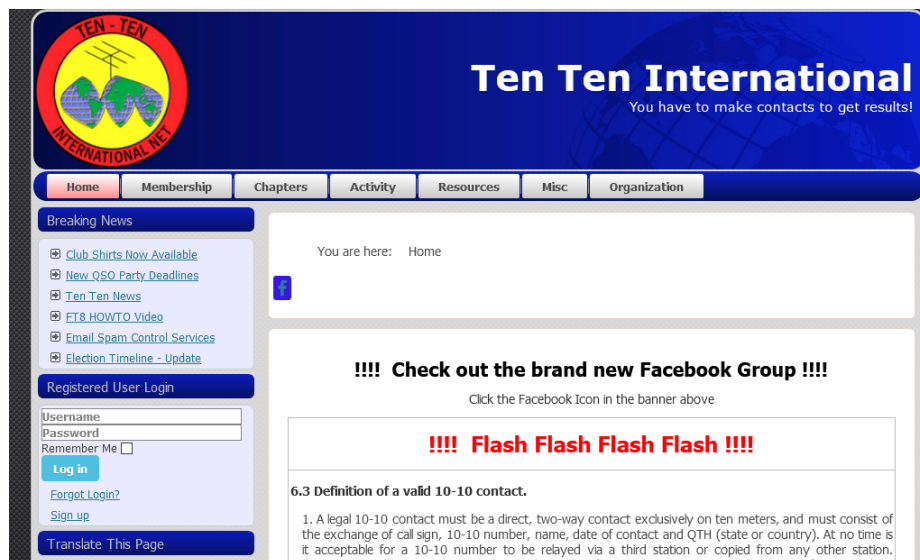 TEN - TEN
INTERNATIONAL NET
Ten Ten International
You have to make contacts to get results!
Home Membership Chapters Activity Resources Misc Organization
Breaking News
Club Shirts Now Available
New QSO Party Deadlines
Ten Ten News
FT8 HOWTO Video
Email Spam Control Services
Election Timeline - Update
Registered User Login
Username
Password
Remember Me
Log in
Forgot Login?
Sign up
Translate This Page
You are here: Home
f
!!!! Check out the brand new Facebook Group !!!!
Click the Facebook Icon in the banner above
!!!! Flash Flash Flash Flash !!!!
6.3 Definition of a valid 10-10 contact.
1. A legal 10-10 contact must be a direct, two-way contact exclusively on ten meters, and must consist of
the exchange of call sign, 10-10 number, name, date of contact and QTH (state or country). At no time is
it acceptable for a 10-10 number to be relayed via a third station or copied from any other station.